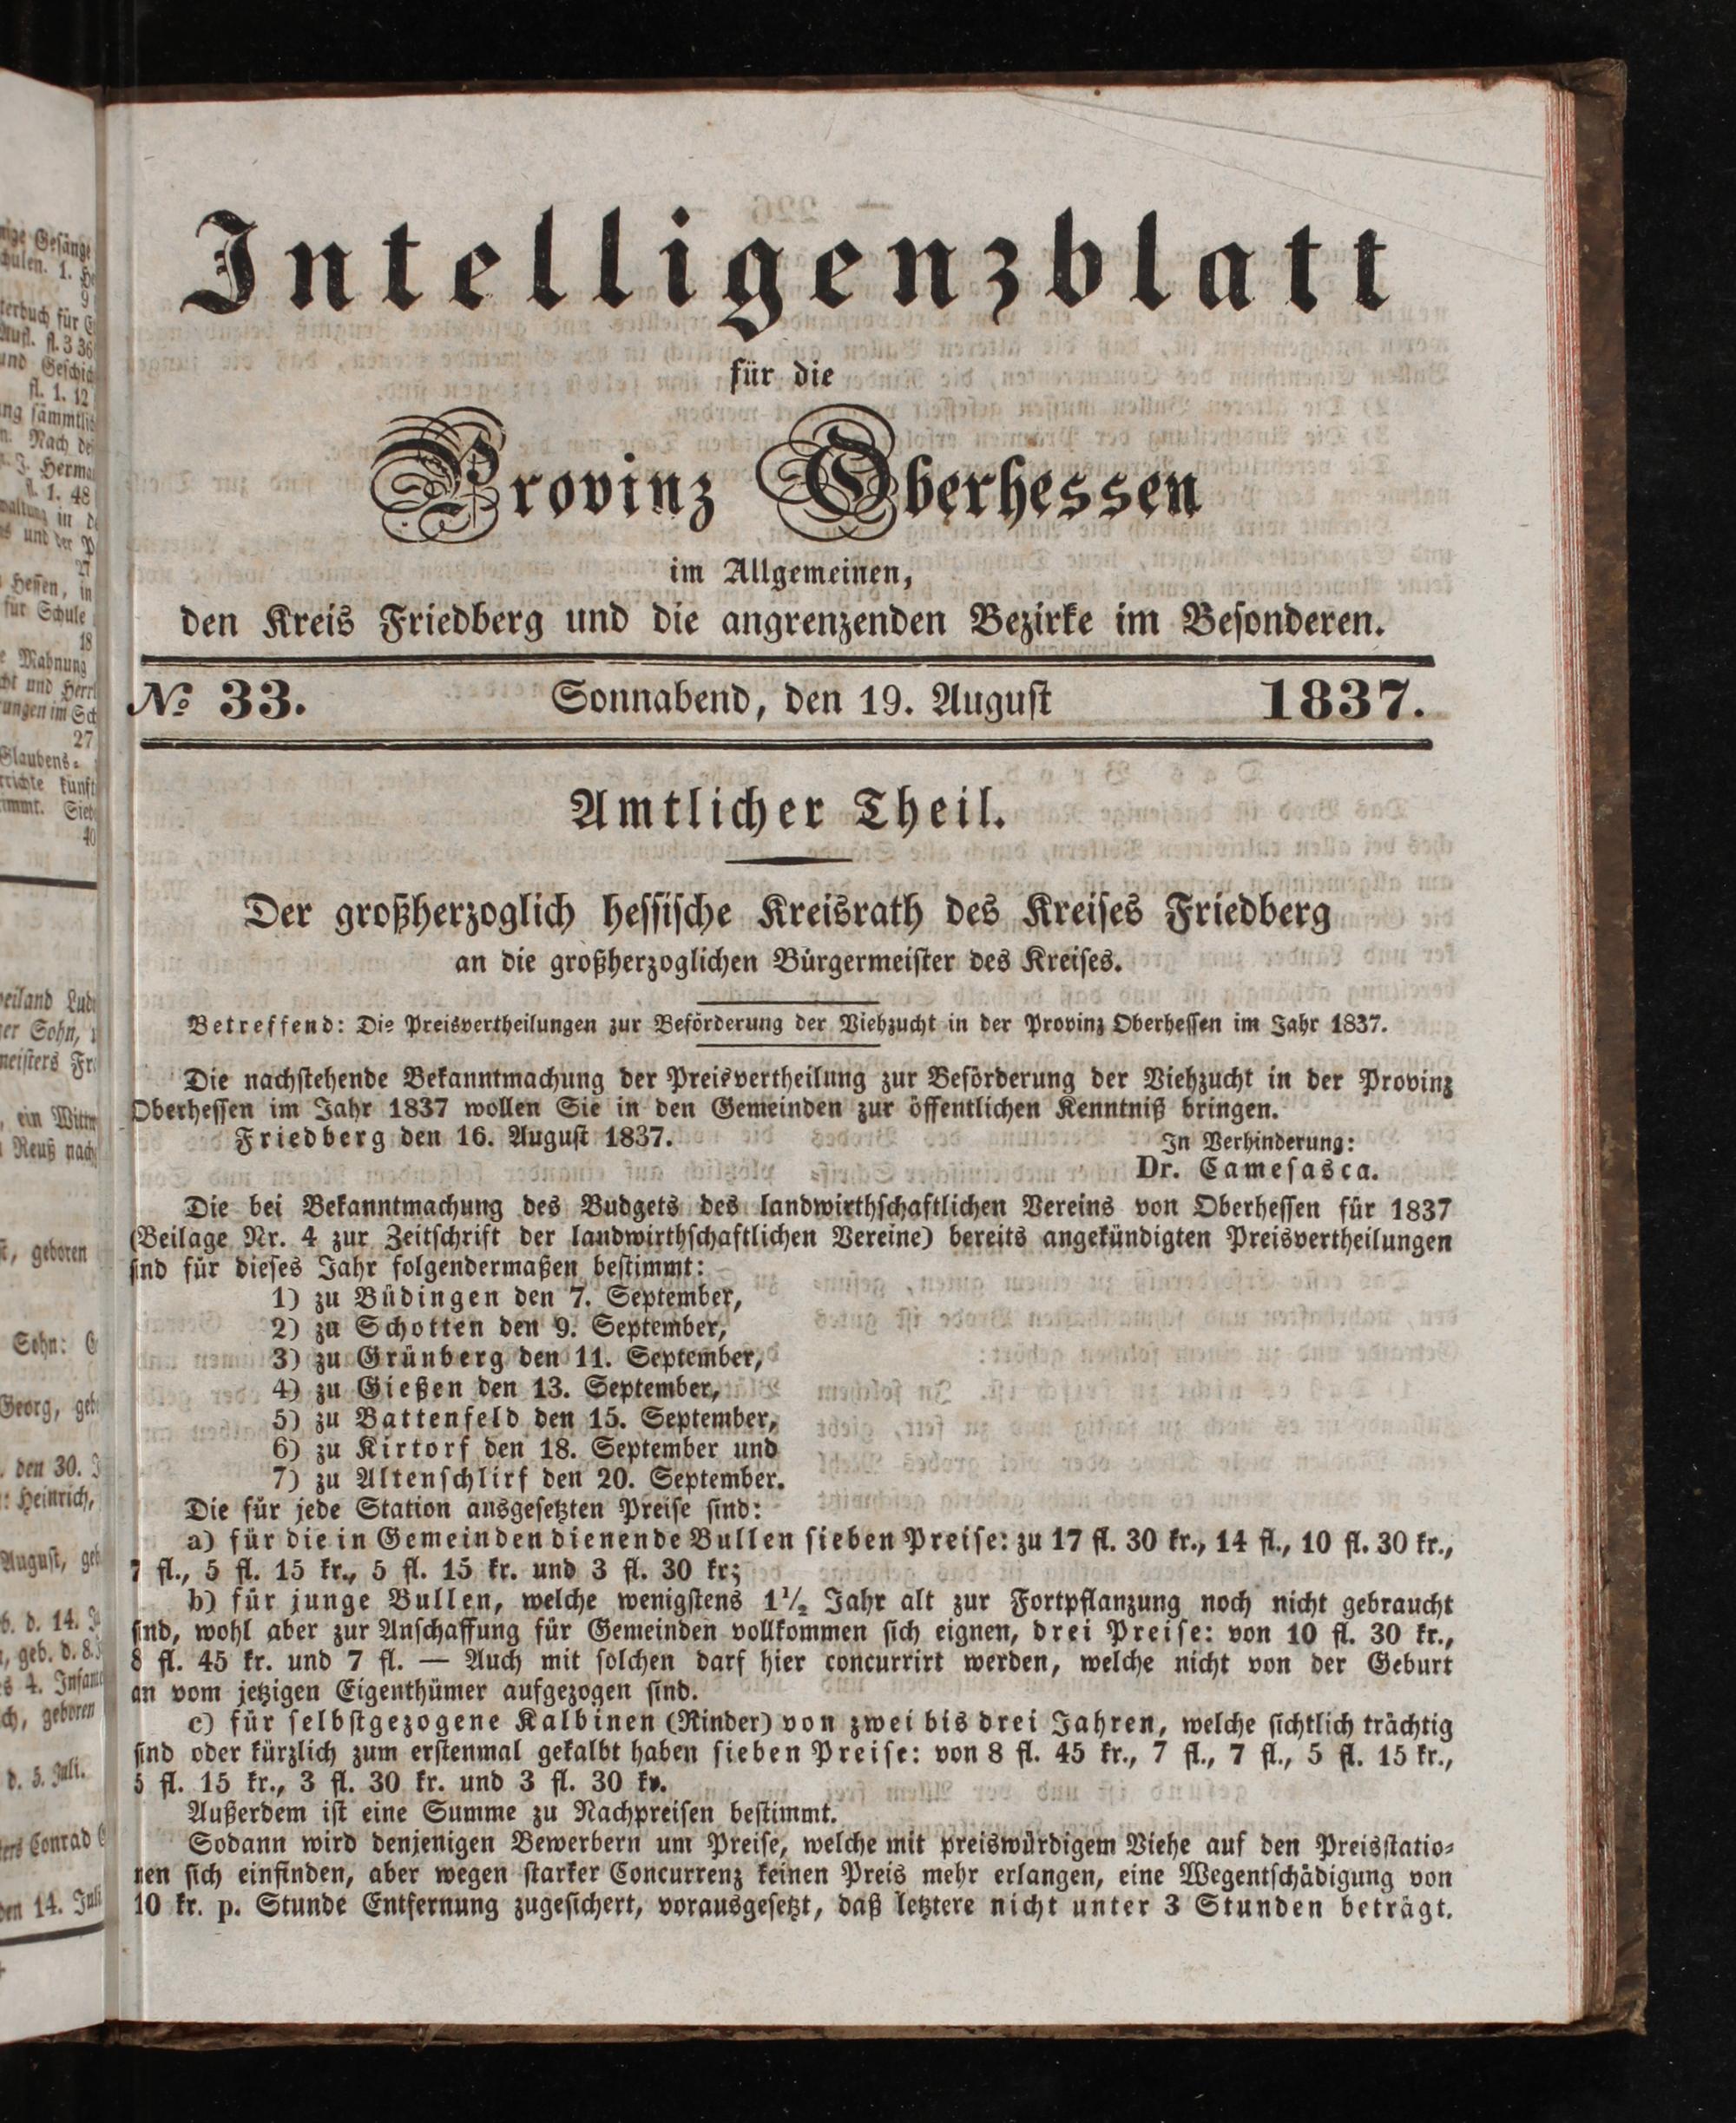 Intelligenzblatt
für die
Provinz Oberhessen
im Allgemeinen,
den Kreis Friedberg und die angrenzenden Bezirke im Besonderen.
№ 33. Sonnabend, den 19. August 1837.
Amtlicher Theil.
Der großherzoglich hessische Kreisrath des Kreises Friedberg
an die großherzoglichen Bürgermeister des Kreises.
Betreffend: Die Preisvertheilungen zur Beförderung der Viehzucht in der Provinz Oberhessen im Jahr 1837.
Die nachstehende Bekanntmachung der Preisvertheilung zur Beförderung der Viehzucht in der Provinz
Oberhessen im Jahr 1837 wollen Sie in den Gemeinden zur öffentlichen Kenntniß bringen.
Friedberg den 16. August 1837. In Verhinderung:
Dr. Camesasca.
Die bei Bekanntmachung des Budgets des landwirthschaftlichen Vereins von Oberhessen für 1837
(Beilage Nr. 4 zur Zeitschrift der landwirthschaftlichen Vereine) bereits angekündigten Preisvertheilungen
sind für dieses Jahr folgendermaßen bestimmt:
1) zu Büdingen den 7. September,
2) zu Schotten den 9. September,
3) zu Grünberg den 11. September,
4) zu Gießen den 13. September,
5) zu Battenfeld den 15. September,
6) zu Kirtorf den 18. September und
7) zu Altenschlirf den 20. September.
Die für jede Station ausgesetzten Preise sind:
a) für die in Gemeinden dienende Bullen sieben Preise: zu 17 fl. 30 kr., 14 fl., 10 fl. 30 kr.,
7 fl., 5 fl. 15 kr., 5 fl. 15 kr. und 3 fl. 30 kr;
b) für junge Bullen, welche wenigstens 1½ Jahr alt zur Fortpflanzung noch nicht gebraucht
sind, wohl aber zur Anschaffung für Gemeinden vollkommen sich eignen, drei Preise: von 10 fl. 30 kr.,
8 fl. 45 kr. und 7 fl. — Auch mit solchen darf hier concurrirt werden, welche nicht von der Geburt
an vom jetzigen Eigenthümer aufgezogen sind.
c) für selbstgezogene Kalbinen (Rinder) von zwei bis drei Jahren, welche sichtlich trächtig
sind oder kürzlich zum erstenmal gekalbt haben sieben Preise: von 8 fl. 45 kr., 7 fl., 7 fl., 5 fl. 15 kr.,
5 fl. 15 kr., 3 fl. 30 kr. und 3 fl. 30 kr.
Außerdem ist eine Summe zu Nachpreisen bestimmt.
Sodann wird denjenigen Bewerbern um Preise, welche mit preiswürdigem Viehe auf den Preisstatio-
nen sich einfinden, aber wegen starker Concurrenz keinen Preis mehr erlangen, eine Wegentschädigung von
10 kr. p. Stunde Entfernung zugesichert, vorausgesetzt, daß letztere nicht unter 3 Stunden beträgt.